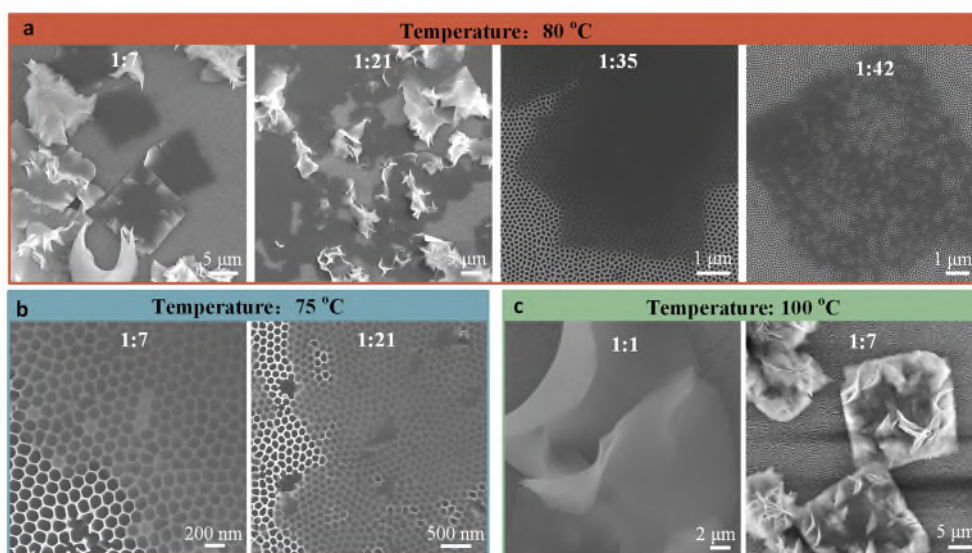 a
Temperature: 80 °C
1:7
1:21
1:35
1:42
5 μm
5 μm
1 μm
1 μm
b
Temperature: 75 °C
1:7
1:21
200 nm
500 nm
c
Temperature: 100 °C
1:1
1:7
2 μm
5 μm